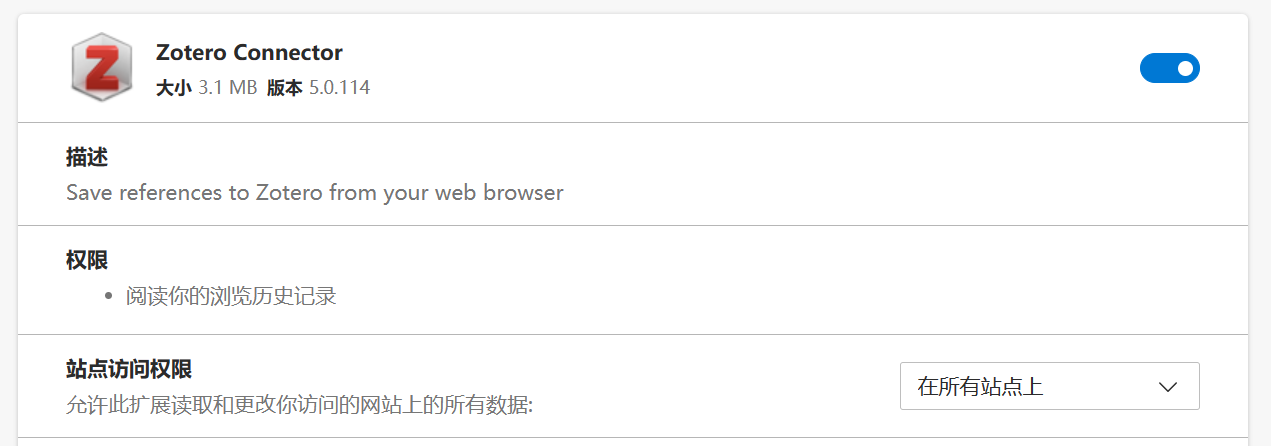 Zotero Connector
大小 3.1 MB 版本 5.0.114
描述
Save references to Zotero from your web browser
权限
• 阅读你的浏览历史记录
站点访问权限
在所有站点上
允许此扩展读取和更改你访问的网站上的所有数据: